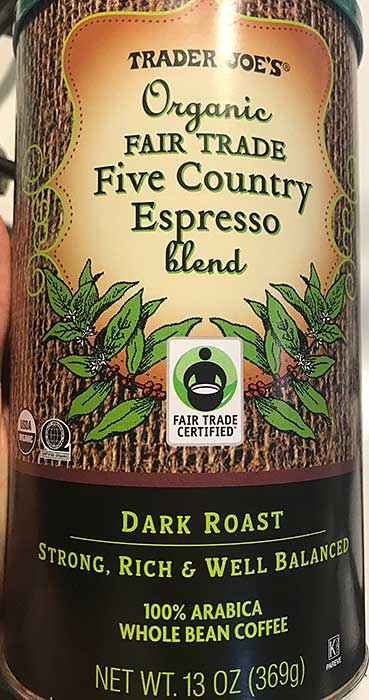 TRADER JOE'S®
Organic
FAIR TRADE
Five Country
Espresso
blend
USDA
ORGANIC
FAIR TRADE
CERTIFIED™
DARK ROAST
STRONG, RICH & WELL BALANCED
100% ARABICA
WHOLE BEAN COFFEE
K
PAREVE
NET WT. 13 OZ (369g)